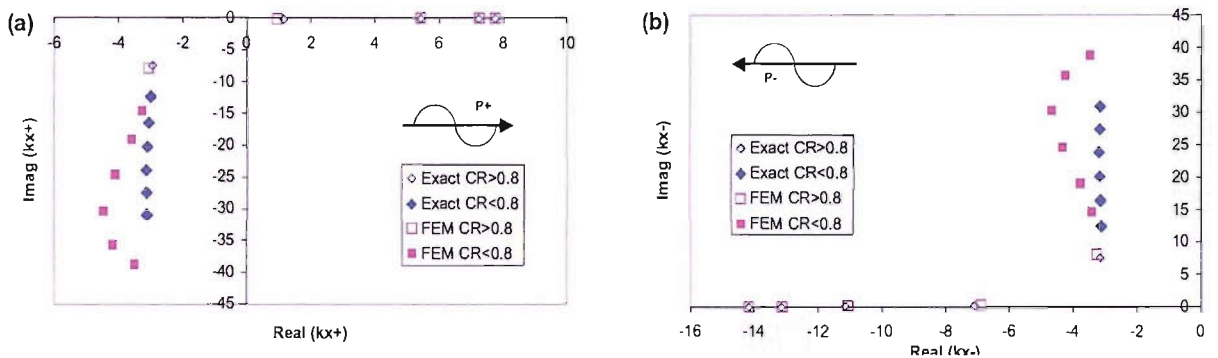 (a)
-6 -4 -2 0 2 4 6 8 10
0
-5
-10
-15
-20
-25
-30
-35
-40
-45
Imag (kx+)
Real (kx+)
P+
Exact CR>0.8
Exact CR<0.8
FEM CR>0.8
FEM CR<0.8
(b)
P-
Exact CR>0.8
Exact CR<0.8
FEM CR>0.8
FEM CR<0.8
45
40
35
30
25
20
15
10
5
0
Imag (kx-)
-16 -14 -12 -10 -8 -6 -4 -2 0
Real (kx-)